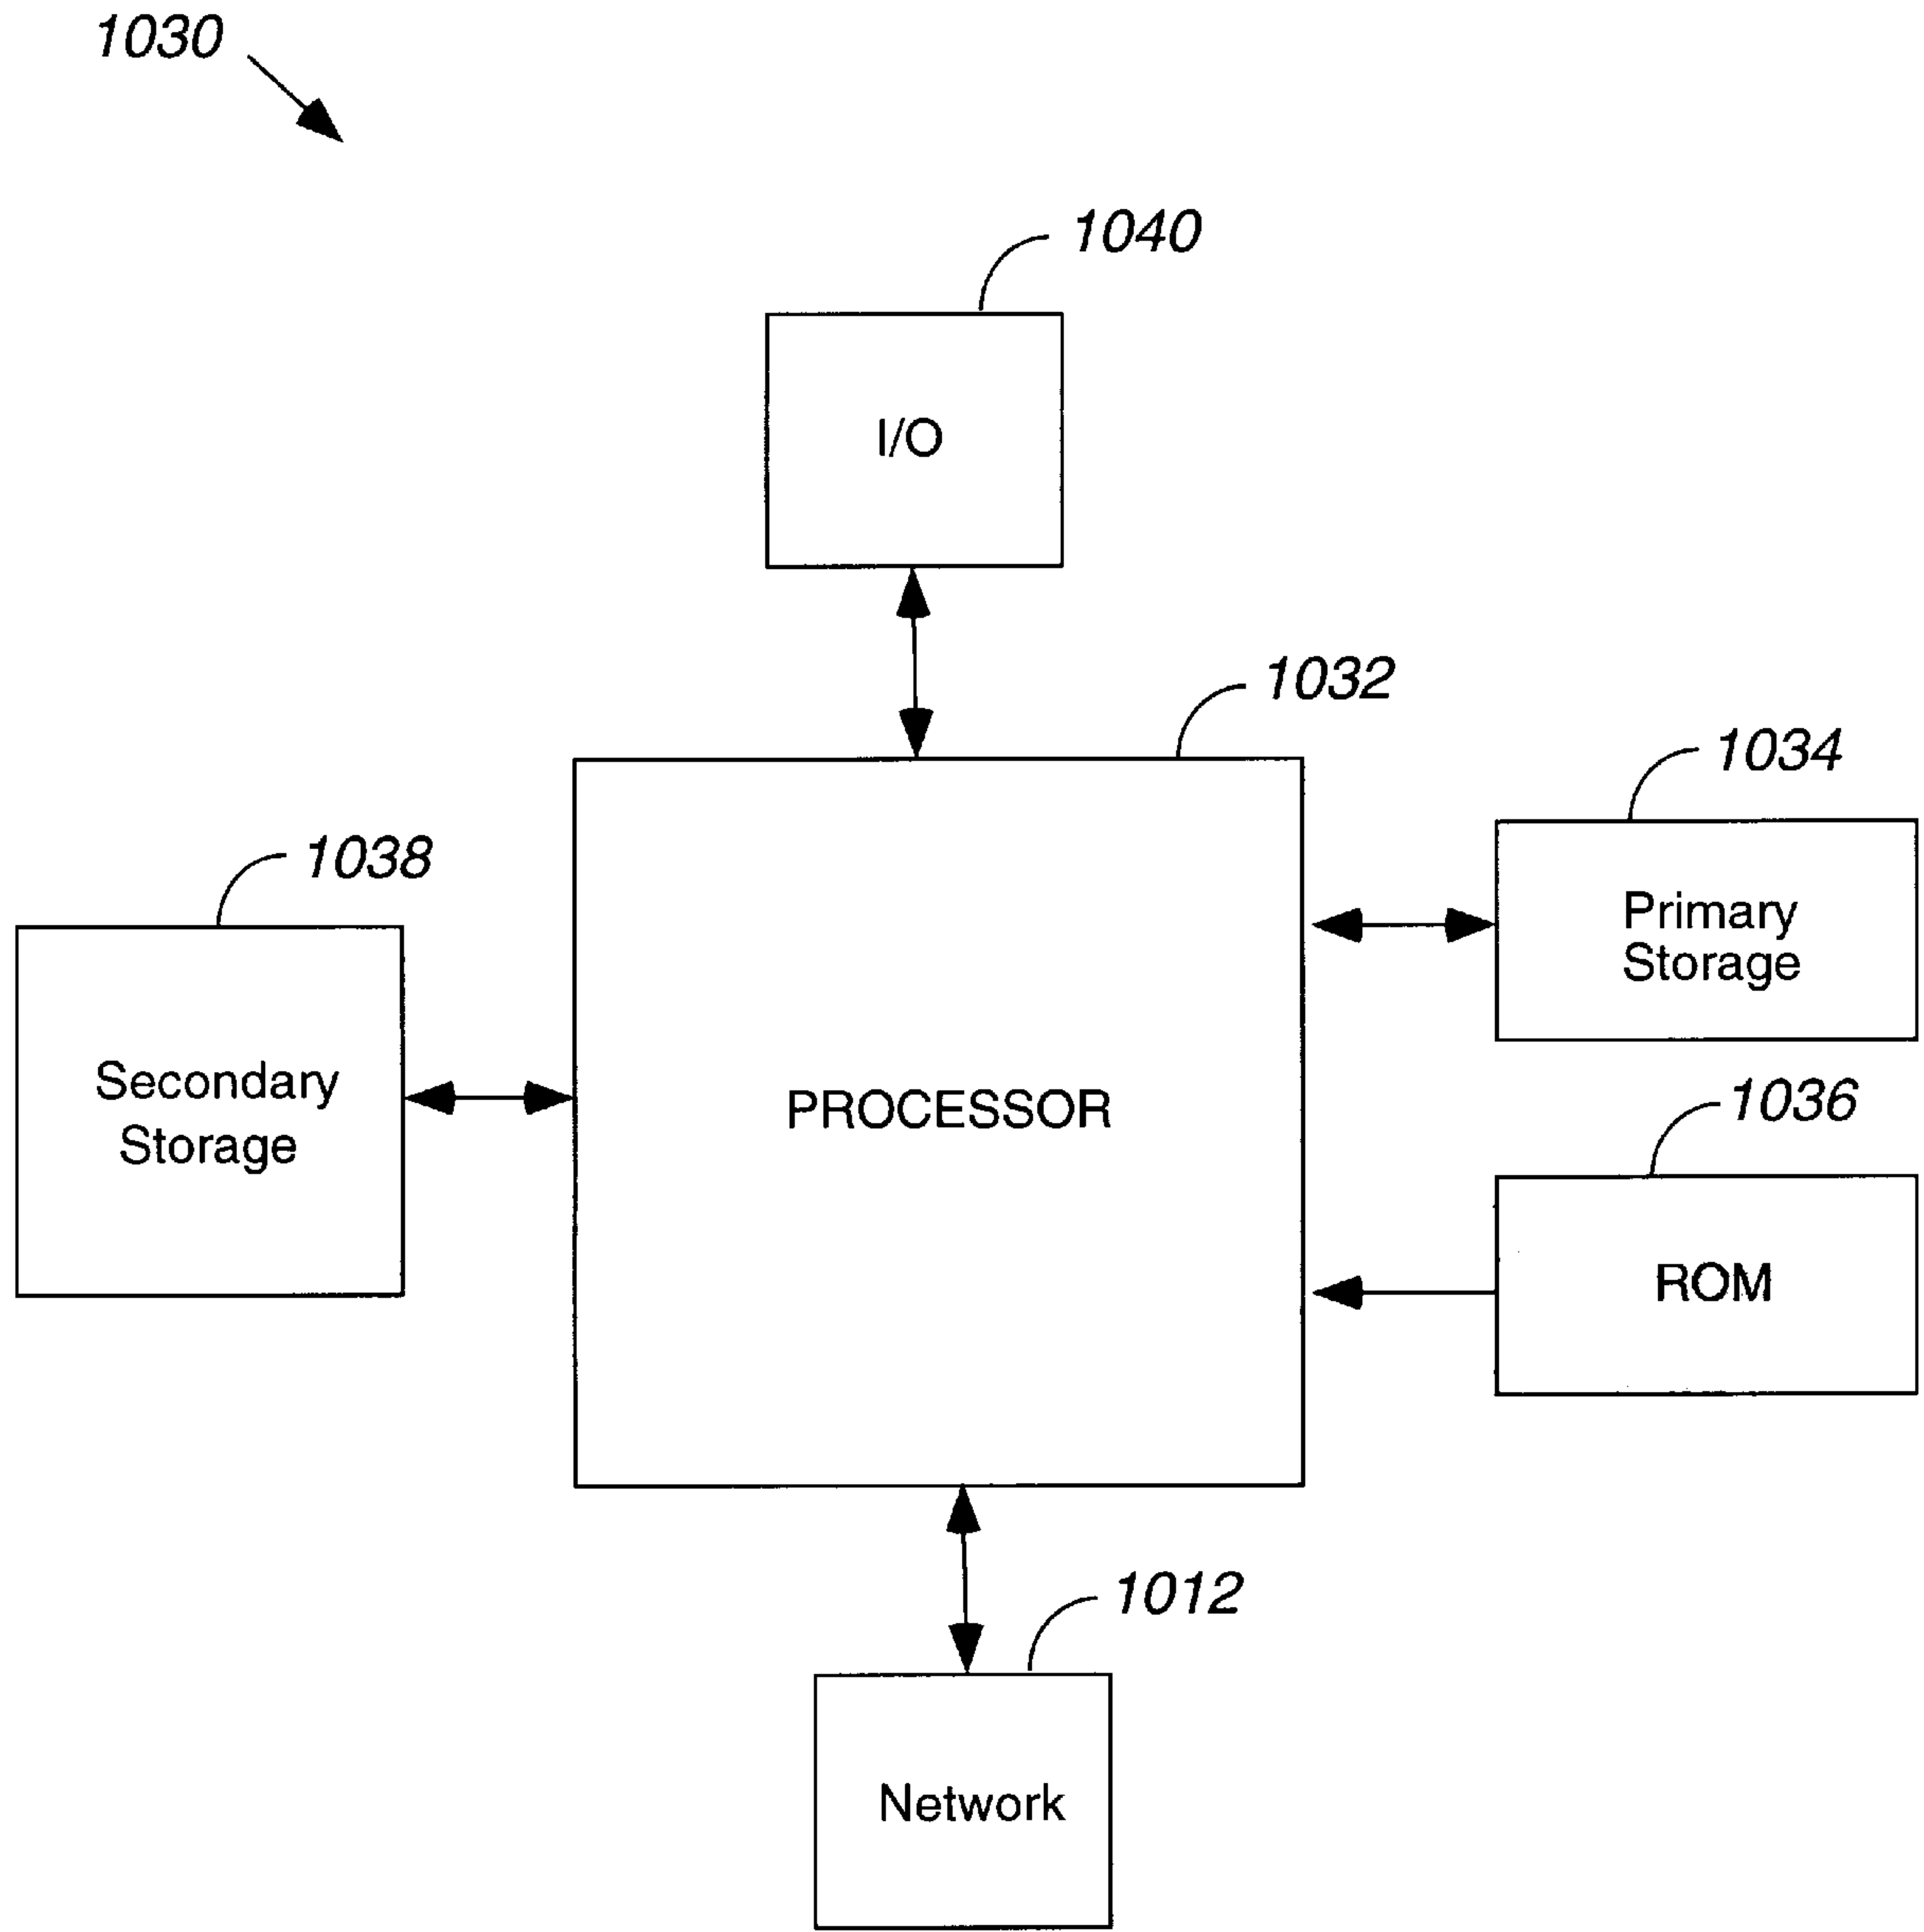 1030
1040
I/O
1032
1034
Primary
Storage
1038
Secondary
Storage
PROCESSOR
1036
ROM
1012
Network